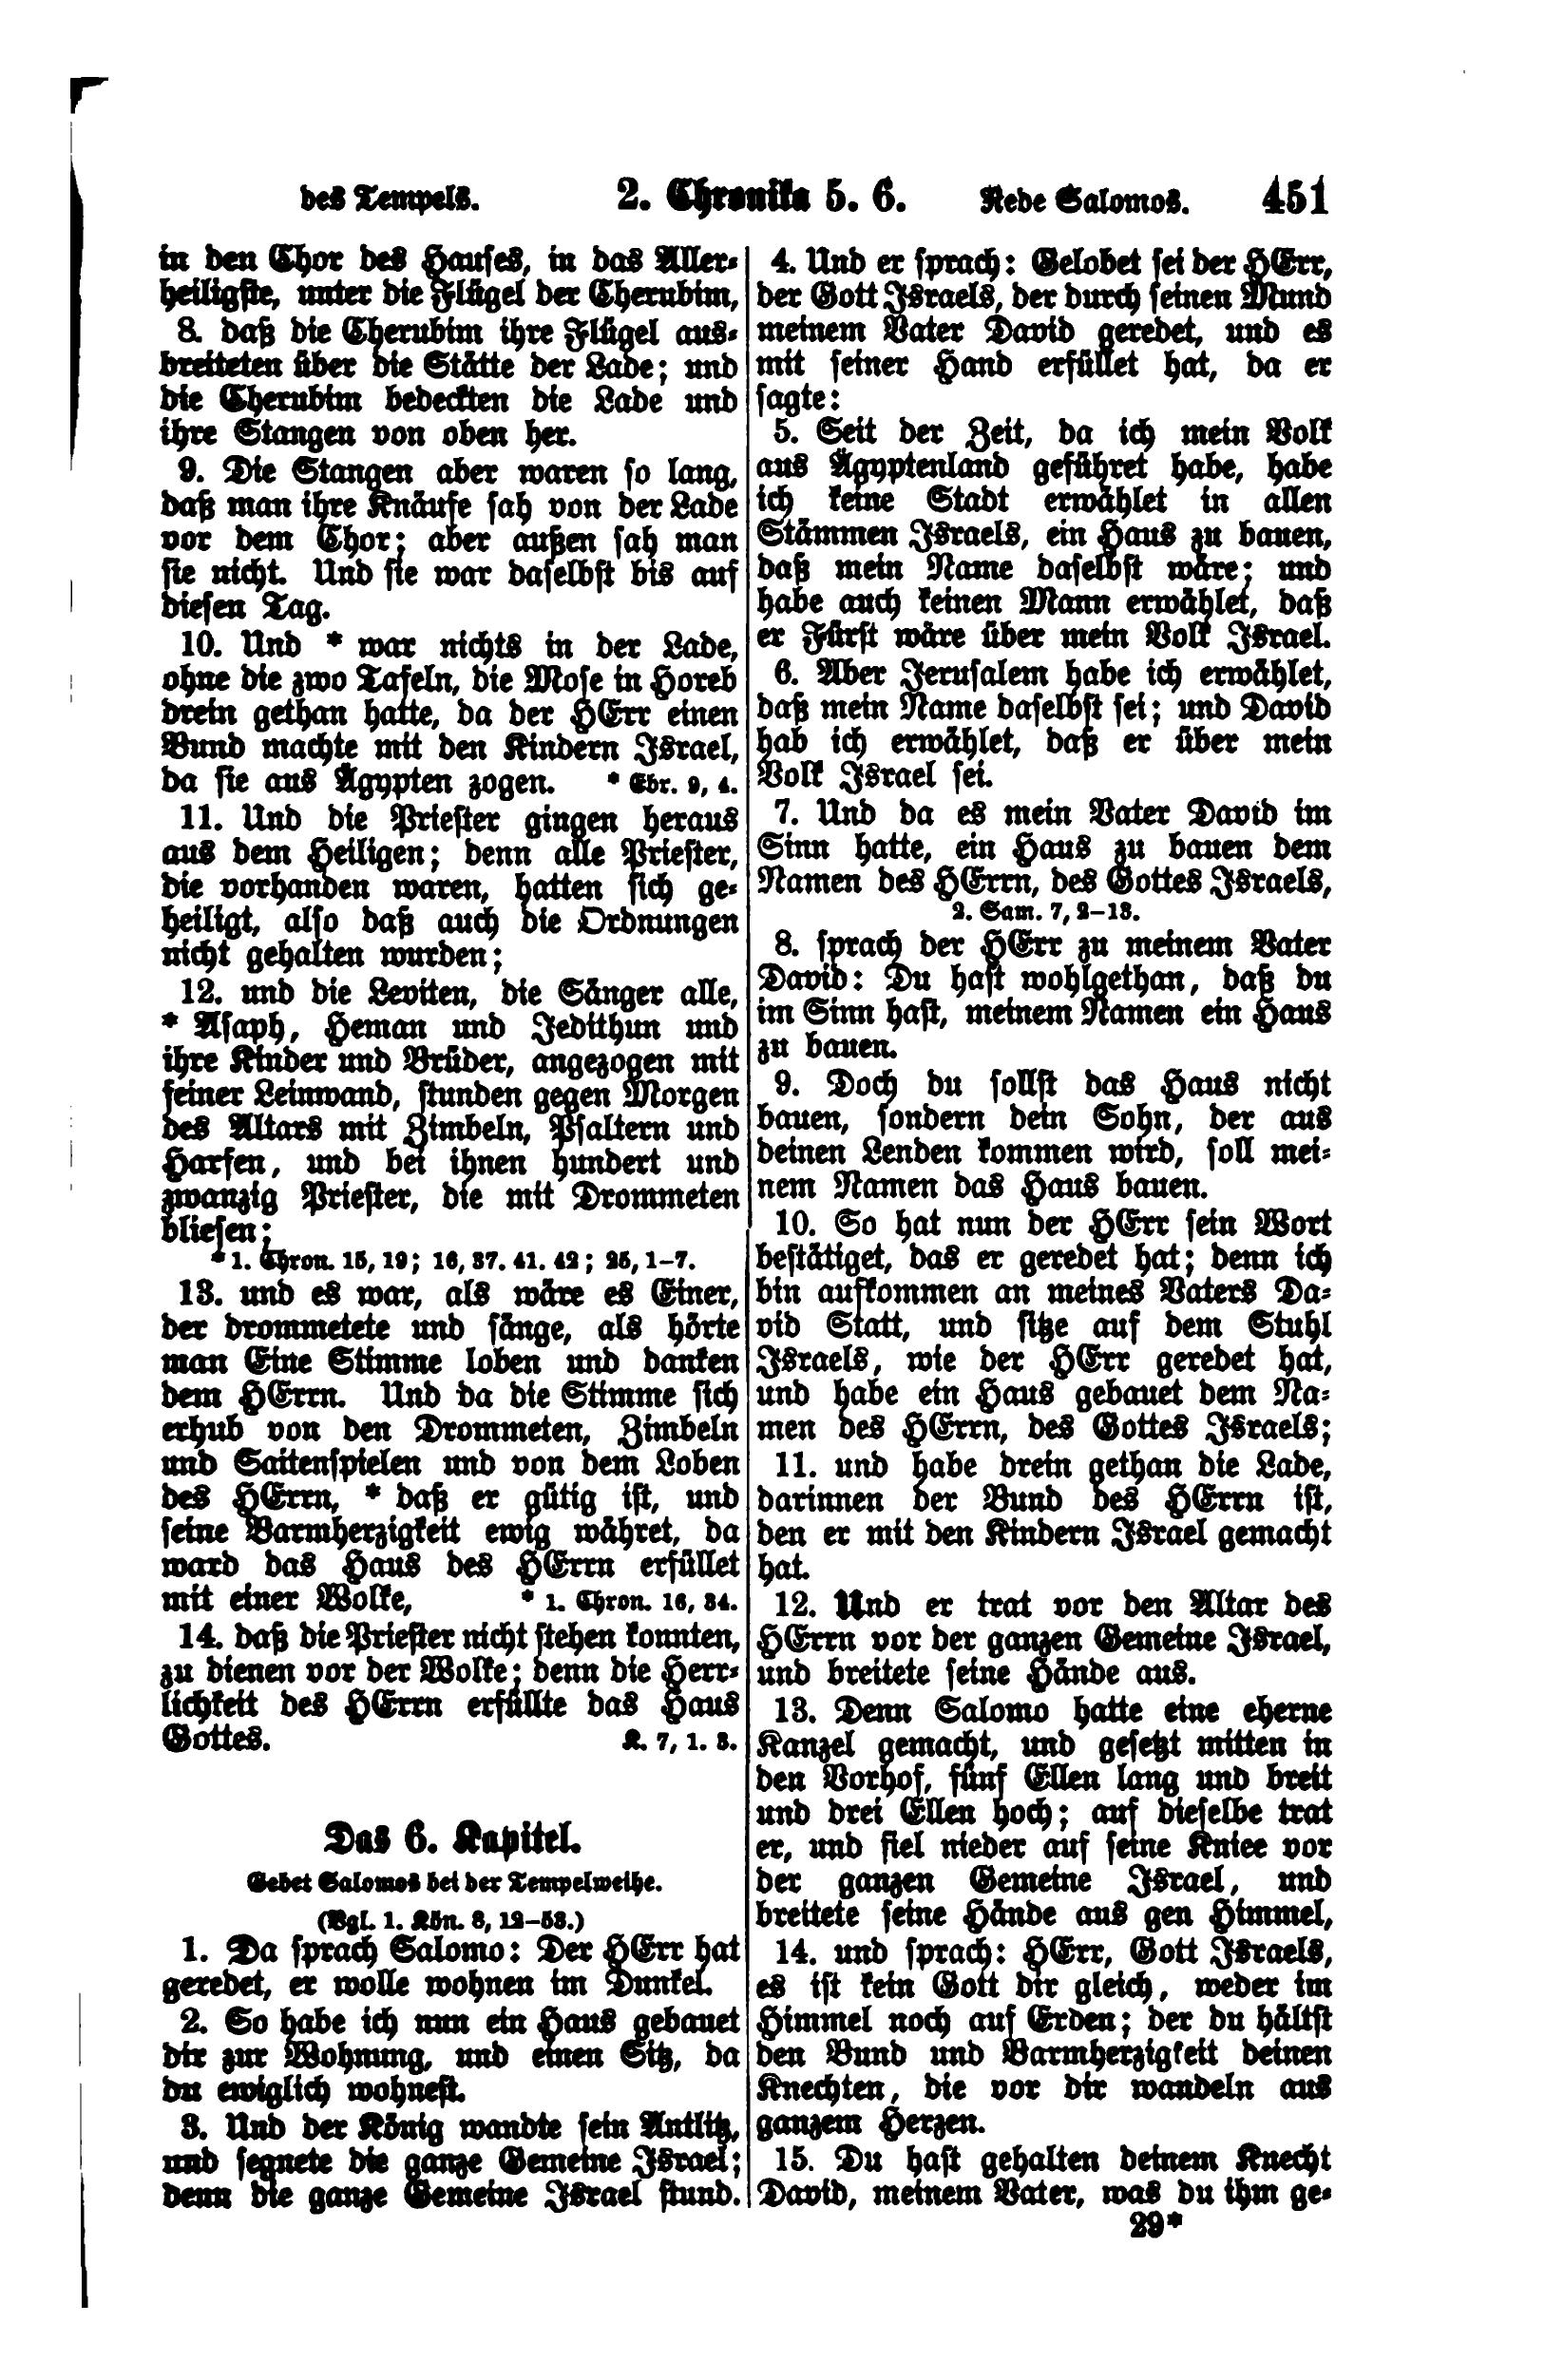 des Tempels. 2. Chronika 5. 6. Rede Salomos. 451
in den Chor des Hauses, in das Aller-
heiligste, unter die Flügel der Cherubim,
8. daß die Cherubim ihre Flügel aus-
breiteten über die Stätte der Lade; und
die Cherubim bedeckten die Lade und
ihre Stangen von oben her.
9. Die Stangen aber waren so lang,
daß man ihre Knäufe sah von der Lade
vor dem Chor; aber außen sah man
sie nicht. Und sie war daselbst bis auf
diesen Tag.
10. Und * war nichts in der Lade,
ohne die zwo Tafeln, die Mose in Horeb
drein gethan hatte, da der HErr einen
Bund machte mit den Kindern Israel,
da sie aus Ägypten zogen. * Ebr. 9, 4.
11. Und die Priester gingen heraus
aus dem Heiligen; denn alle Priester,
die vorhanden waren, hatten sich ge-
heiligt, also daß auch die Ordnungen
nicht gehalten wurden;
12. und die Leviten, die Sänger alle,
* Asaph, Heman und Jedithun und
ihre Kinder und Brüder, angezogen mit
feiner Leinwand, stunden gegen Morgen
des Altars mit Zimbeln, Psaltern und
Harfen, und bei ihnen hundert und
zwanzig Priester, die mit Drommeten
bliesen;
* 1. Chron. 15, 19; 16, 37. 41. 42; 25, 1–7.
13. und es war, als wäre es Einer,
der drommetete und sänge, als hörte
man Eine Stimme loben und danken
dem HErrn. Und da die Stimme sich
erhub von den Drommeten, Zimbeln
und Saitenspielen und von dem Loben
des HErrn, * daß er gütig ist, und
seine Barmherzigkeit ewig währet, da
ward das Haus des HErrn erfüllet
mit einer Wolke, * 1. Chron. 16, 34.
14. daß die Priester nicht stehen konnten,
zu dienen vor der Wolke; denn die Herr-
lichkeit des HErrn erfüllte das Haus
Gottes. K. 7, 1. 3.
Das 6. Kapitel.
Gebet Salomos bei der Tempelweihe.
(Vgl. 1. Kön. 8, 12–53.)
1. Da sprach Salomo: Der HErr hat
geredet, er wolle wohnen im Dunkel.
2. So habe ich nun ein Haus gebauet
dir zur Wohnung, und einen Sitz, da
du ewiglich wohnest.
3. Und der König wandte sein Antlitz,
und segnete die ganze Gemeine Israel;
denn die ganze Gemeine Israel stund.
4. Und er sprach: Gelobet sei der HErr,
der Gott Israels, der durch seinen Mund
meinem Vater David geredet, und es
mit seiner Hand erfüllet hat, da er
sagte:
5. Seit der Zeit, da ich mein Volk
aus Ägyptenland geführet habe, habe
ich keine Stadt erwählet in allen
Stämmen Israels, ein Haus zu bauen,
daß mein Name daselbst wäre; und
habe auch keinen Mann erwählet, daß
er Fürst wäre über mein Volk Israel.
6. Aber Jerusalem habe ich erwählet,
daß mein Name daselbst sei; und David
hab ich erwählet, daß er über mein
Volk Israel sei.
7. Und da es mein Vater David im
Sinn hatte, ein Haus zu bauen dem
Namen des HErrn, des Gottes Israels,
2. Sam. 7, 2–13.
8. sprach der HErr zu meinem Vater
David: Du hast wohlgethan, daß du
im Sinn hast, meinem Namen ein Haus
zu bauen.
9. Doch du sollst das Haus nicht
bauen, sondern dein Sohn, der aus
deinen Lenden kommen wird, soll mei-
nem Namen das Haus bauen.
10. So hat nun der HErr sein Wort
bestätiget, das er geredet hat; denn ich
bin aufkommen an meines Vaters Da-
vid Statt, und sitze auf dem Stuhl
Israels, wie der HErr geredet hat,
und habe ein Haus gebauet dem Na-
men des HErrn, des Gottes Israels;
11. und habe drein gethan die Lade,
darinnen der Bund des HErrn ist,
den er mit den Kindern Israel gemacht
hat.
12. Und er trat vor den Altar des
HErrn vor der ganzen Gemeine Israel,
und breitete seine Hände aus.
13. Denn Salomo hatte eine eherne
Kanzel gemacht, und gesetzt mitten in
den Vorhof, fünf Ellen lang und breit
und drei Ellen hoch; auf dieselbe trat
er, und fiel nieder auf seine Kniee vor
der ganzen Gemeine Israel, und
breitete seine Hände aus gen Himmel,
14. und sprach: HErr, Gott Israels,
es ist kein Gott dir gleich, weder im
Himmel noch auf Erden; der du hältst
den Bund und Barmherzigkeit deinen
Knechten, die vor dir wandeln aus
ganzem Herzen.
15. Du hast gehalten deinem Knecht
David, meinem Vater, was du ihm ge-
29*